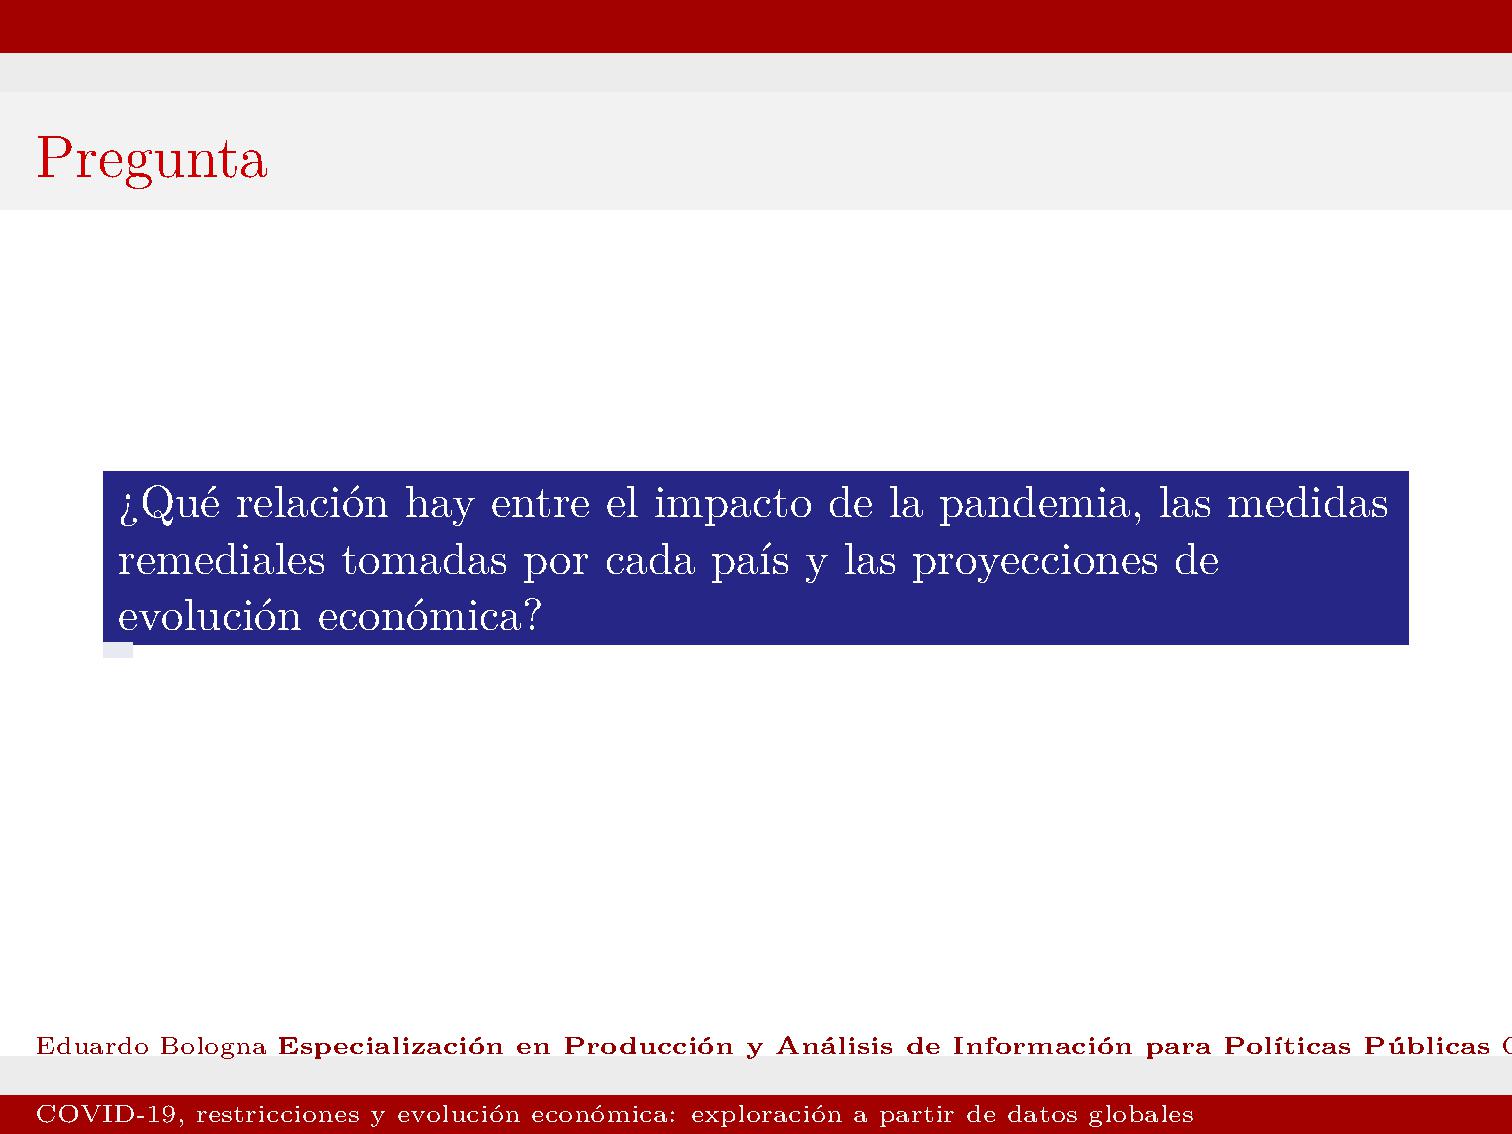 Pregunta
¿Qué relación hay entre el impacto de la pandemia, las medidas
remediales tomadas por cada país y las proyecciones de
evolución económica?
Eduardo Bologna Especialización en Producción y Análisis de Información para Políticas Públicas
COVID-19, restricciones y evolución económica: exploración a partir de datos globales